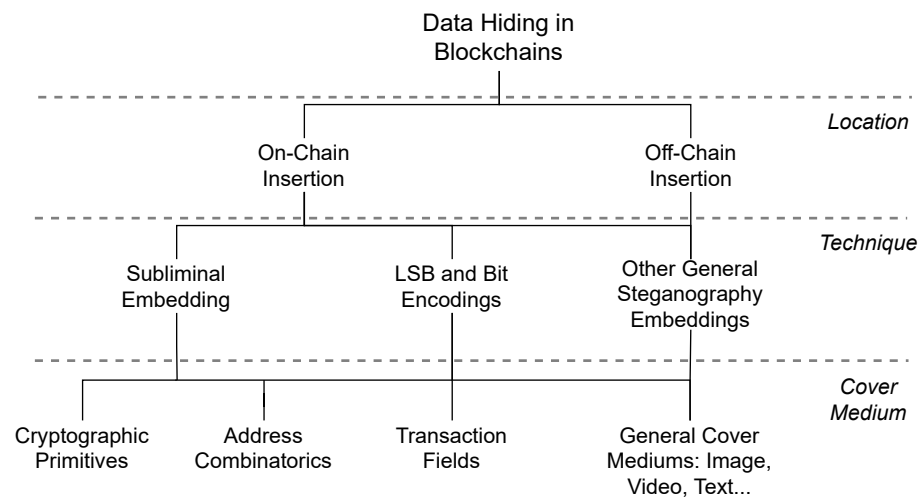 Data Hiding in
Blockchains
Location
On-Chain
Insertion
Off-Chain
Insertion
Technique
Subliminal
Embedding
LSB and Bit
Encodings
Other General
Steganography
Embeddings
Cover
Medium
Cryptographic
Primitives
Address
Combinatorics
Transaction
Fields
General Cover
Mediums: Image,
Video, Text...